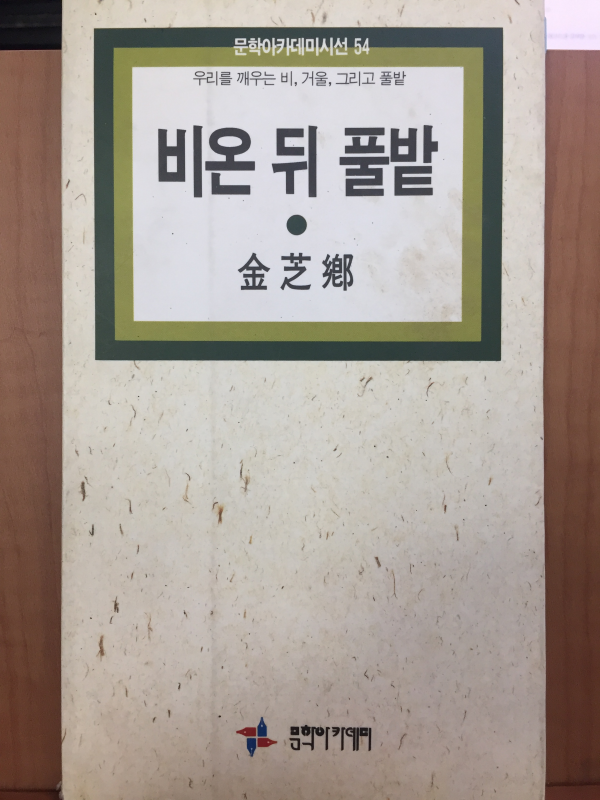 문학아카데미시선 54
우리를 깨우는 비, 거울, 그리고 풀밭
비온 뒤 풀밭
金芝鄕
문학아카데미